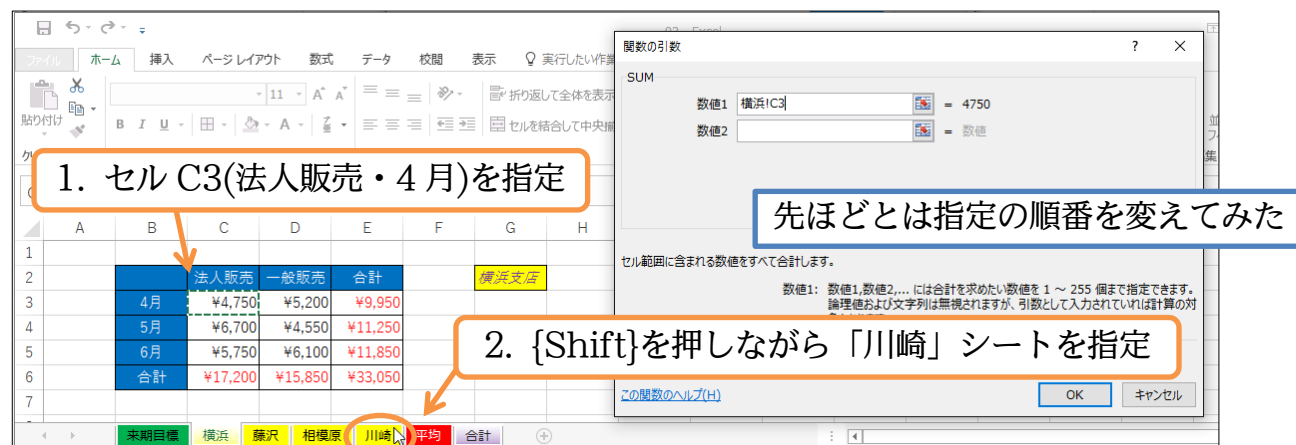 02 - Excel
ファイル ホーム 挿入 ページ レイアウト 数式 データ 校閲 表示 実行したい作業
11 A A 折り返して全体を表示
貼り付け B I U A セルを結合して中央揃
1. セル C3(法人販売・4 月)を指定
関数の引数 ? ×
SUM
数値1 横浜!C3 = 4750
数値2 = 数値
先ほどとは指定の順番を変えてみた
セル範囲に含まれる数値をすべて合計します。
数値1: 数値1,数値2,... には合計を求めたい数値を 1 ～ 255 個まで指定できます。
論理値および文字列は無視されますが、引数として入力されていれば計算の対
この関数のヘルプ(H) OK キャンセル
A B C D E F G H
1
2 法人販売 一般販売 合計 横浜支店
3 4月 ¥4,750 ¥5,200 ¥9,950
4 5月 ¥6,700 ¥4,550 ¥11,250
5 6月 ¥5,750 ¥6,100 ¥11,850
6 合計 ¥17,200 ¥15,850 ¥33,050
7
2. {Shift}を押しながら「川崎」シートを指定
来期目標 横浜 藤沢 相模原 川崎 平均 合計